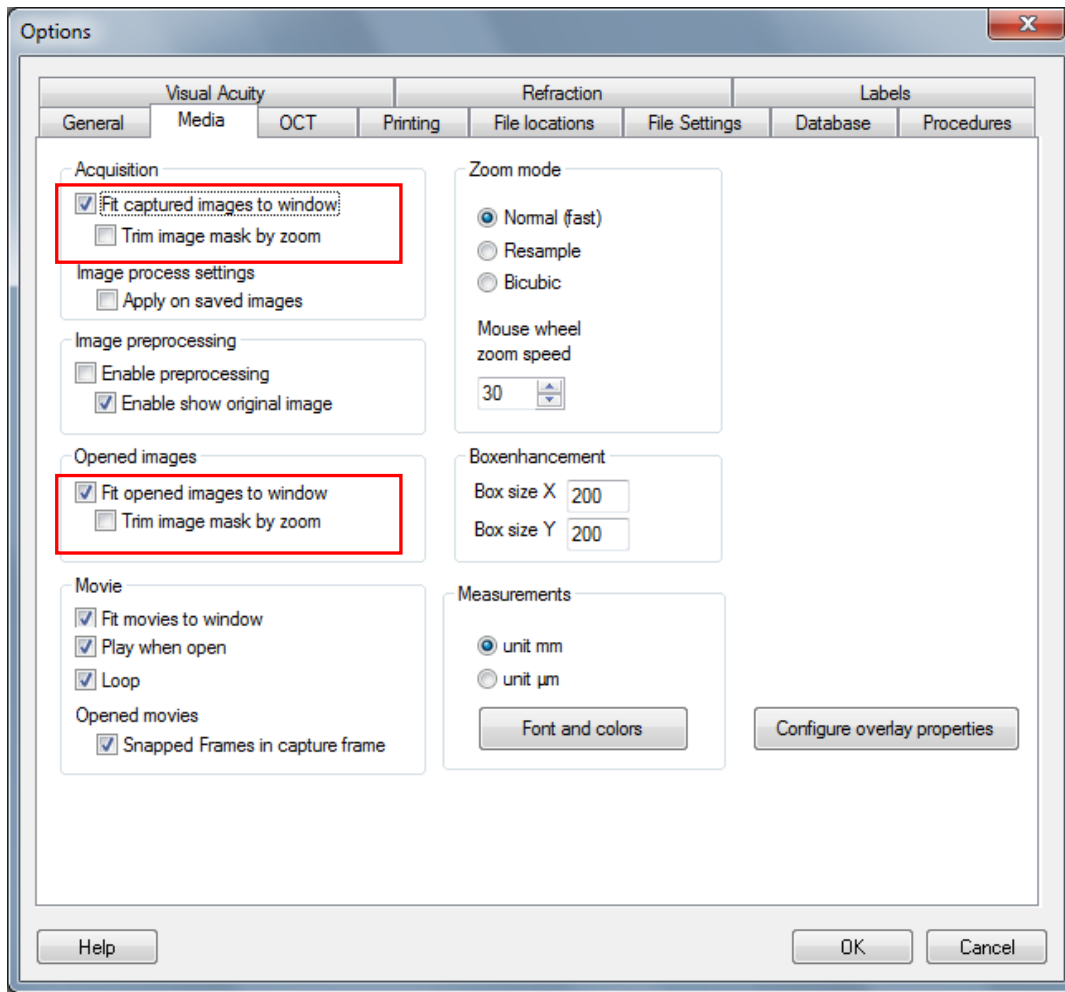 Options
Visual Acuity Refraction Labels
General Media OCT Printing File locations File Settings Database Procedures
Acquisition
Fit captured images to window
Trim image mask by zoom
Image process settings
Apply on saved images
Image preprocessing
Enable preprocessing
Enable show original image
Opened images
Fit opened images to window
Trim image mask by zoom
Movie
Fit movies to window
Play when open
Loop
Opened movies
Snapped Frames in capture frame
Zoom mode
Normal (fast)
Resample
Bicubic
Mouse wheel
zoom speed
30
Boxenhancement
Box size X 200
Box size Y 200
Measurements
unit mm
unit µm
Font and colors
Configure overlay properties
Help OK Cancel